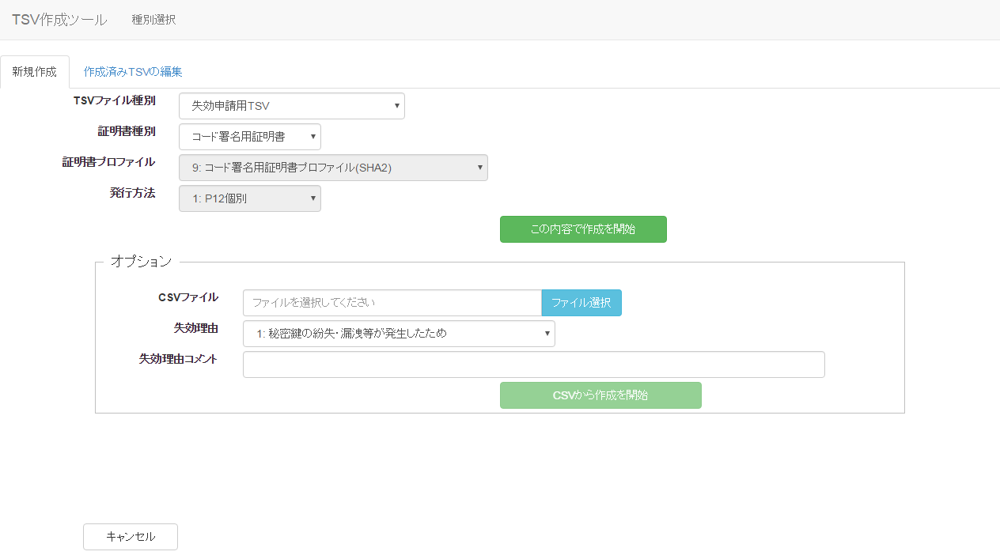 TSV作成ツール 種別選択
新規作成 作成済みTSVの編集
TSVファイル種別 失効申請用TSV
証明書種別 コード署名用証明書
証明書プロファイル 9: コード署名用証明書プロファイル(SHA2)
発行方法 1: P12個別
この内容で作成を開始
オプション
CSVファイル ファイルを選択してください ファイル選択
失効理由 1: 秘密鍵の紛失・漏洩等が発生したため
失効理由コメント
CSVから作成を開始
キャンセル